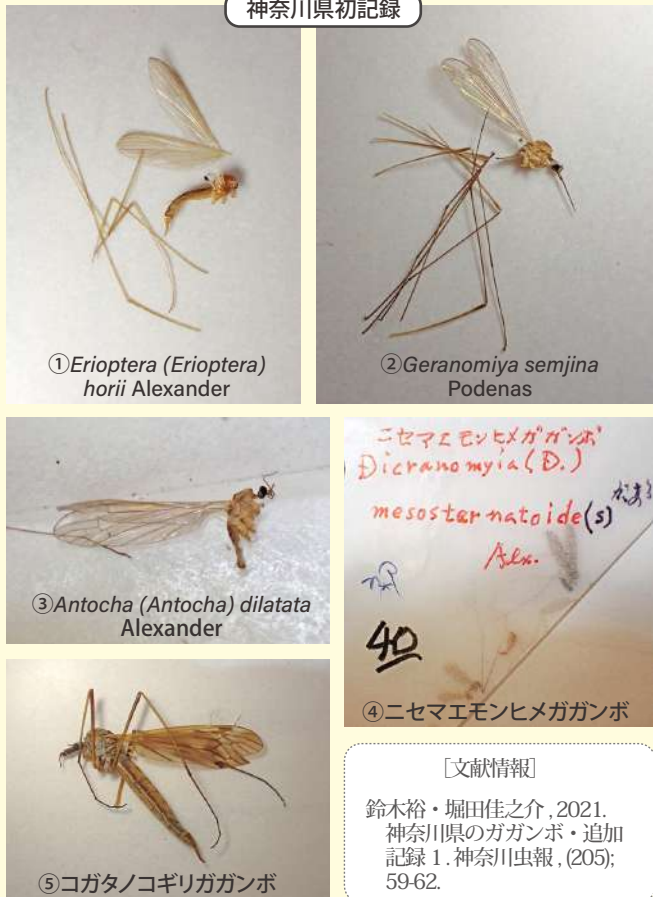 神奈川県初記録
①Erioptera (Erioptera)
horii Alexander
②Geranomiya semjina
Podenas
③Antocha (Antocha) dilatata
Alexander
ニセマエモンヒメガガンボ
Dicranomyia (D.)
mesosternatoide(s)
Alex.
40
④ニセマエモンヒメガガンボ
⑤コガタノコギリガガンボ
[文献情報]
鈴木裕・堀田佳之介, 2021.
神奈川県のガガンボ・追加
記録 1. 神奈川虫報, (205);
59-62.